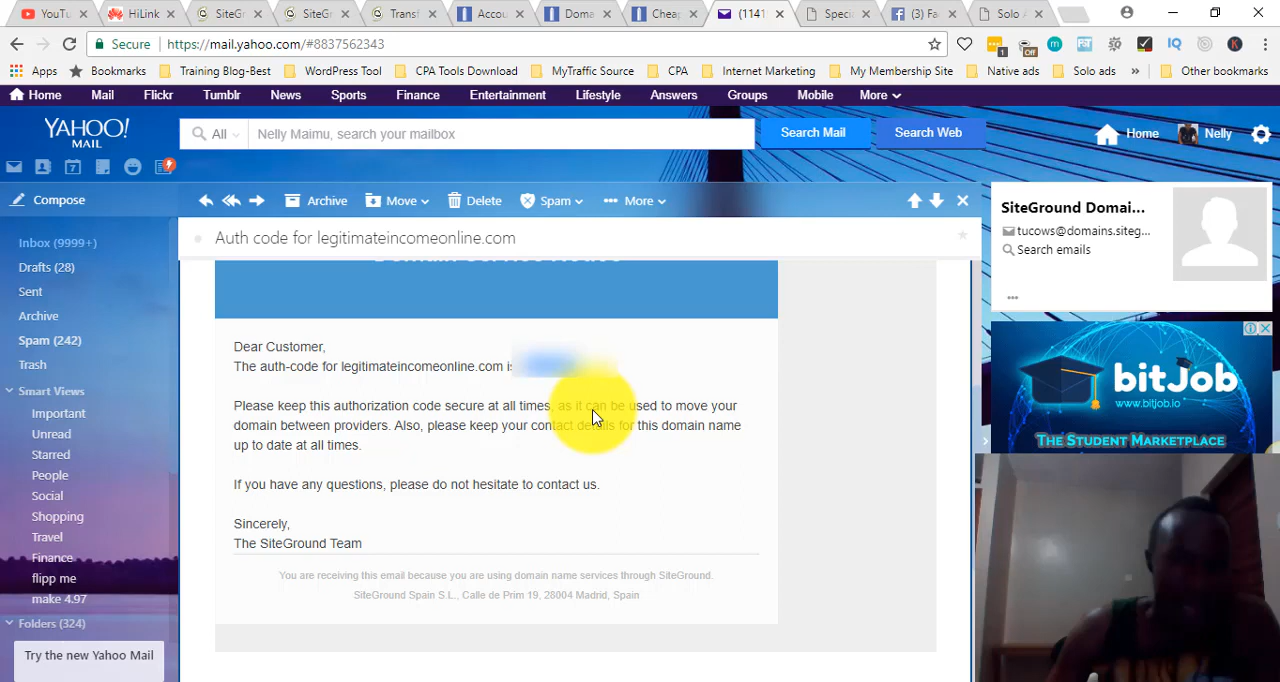 YouTu
HiLink
SiteGr
SiteGr
Transf
Accou
Doma
Cheap
(1141
Speci
(3) Fa
Solo A
Secure
https://mail.yahoo.com/#8837562343
1
Off
Apps
Bookmarks
Training Blog-Best
WordPress Tool
CPA Tools Download
MyTraffic Source
CPA
Internet Marketing
My Membership Site
Native ads
Solo ads
»
Other bookmarks
Home
Mail
Flickr
Tumblr
News
Sports
Finance
Entertainment
Lifestyle
Answers
Groups
Mobile
More
YAHOO!
MAIL
All
Nelly Maimu, search your mailbox
Search Mail
Search Web
Home
Nelly
7
Compose
Archive
Move
Delete
Spam
More
Inbox (9999+)
Drafts (28)
Sent
Archive
Spam (242)
Trash
Smart Views
Important
Unread
Starred
People
Social
Shopping
Travel
Finance
flipp me
make 4.97
Folders (324)
Try the new Yahoo Mail
Auth code for legitimateincomeonline.com
Domain Service Notice
Dear Customer,
The auth-code for legitimateincomeonline.com is
Please keep this authorization code secure at all times, as it can be used to move your
domain between providers. Also, please keep your contact details for this domain name
up to date at all times.
If you have any questions, please do not hesitate to contact us.
Sincerely,
The SiteGround Team
You are receiving this email because you are using domain name services through SiteGround.
SiteGround Spain S.L., Calle de Prim 19, 28004 Madrid, Spain
SiteGround Domai...
tucows@domains.siteg...
Search emails
bitJob
www.bitjob.io
THE STUDENT MARKETPLACE